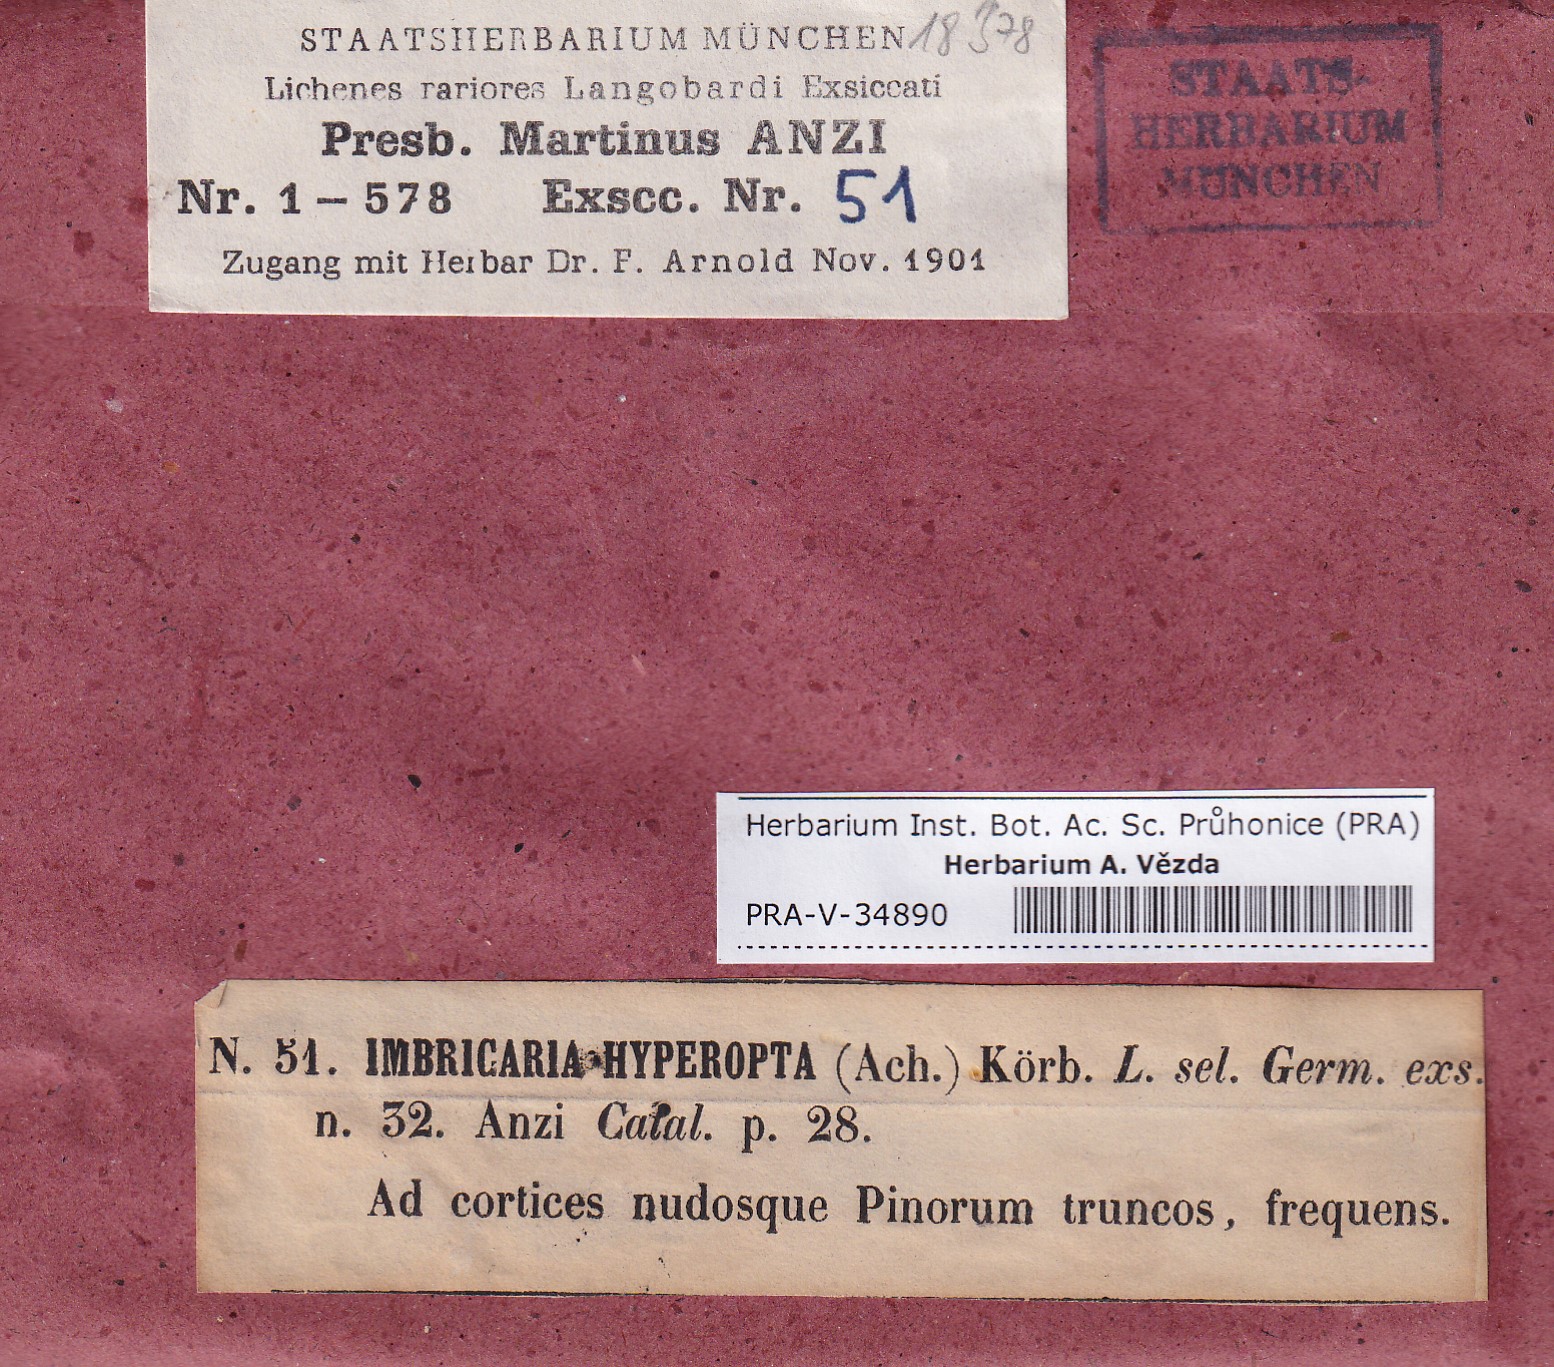 STAATSHERBARIUM MÜNCHEN
Lichenes rariores Langobardi Exsiccati
Presb. Martinus ANZI
Nr. 1 – 578 Exscc. Nr. 51
Zugang mit Herbar Dr. F. Arnold Nov. 1901
STAATS-
HERBARIUM
MÜNCHEN
Herbarium Inst. Bot. Ac. Sc. Průhonice (PRA)
Herbarium A. Vězda
PRA-V-34890
N. 51. IMBRICARIA HYPEROPTA (Ach.) Körb. L. sel. Germ. exs.
n. 32. Anzi Catal. p. 28.
Ad cortices nudosque Pinorum truncos, frequens.